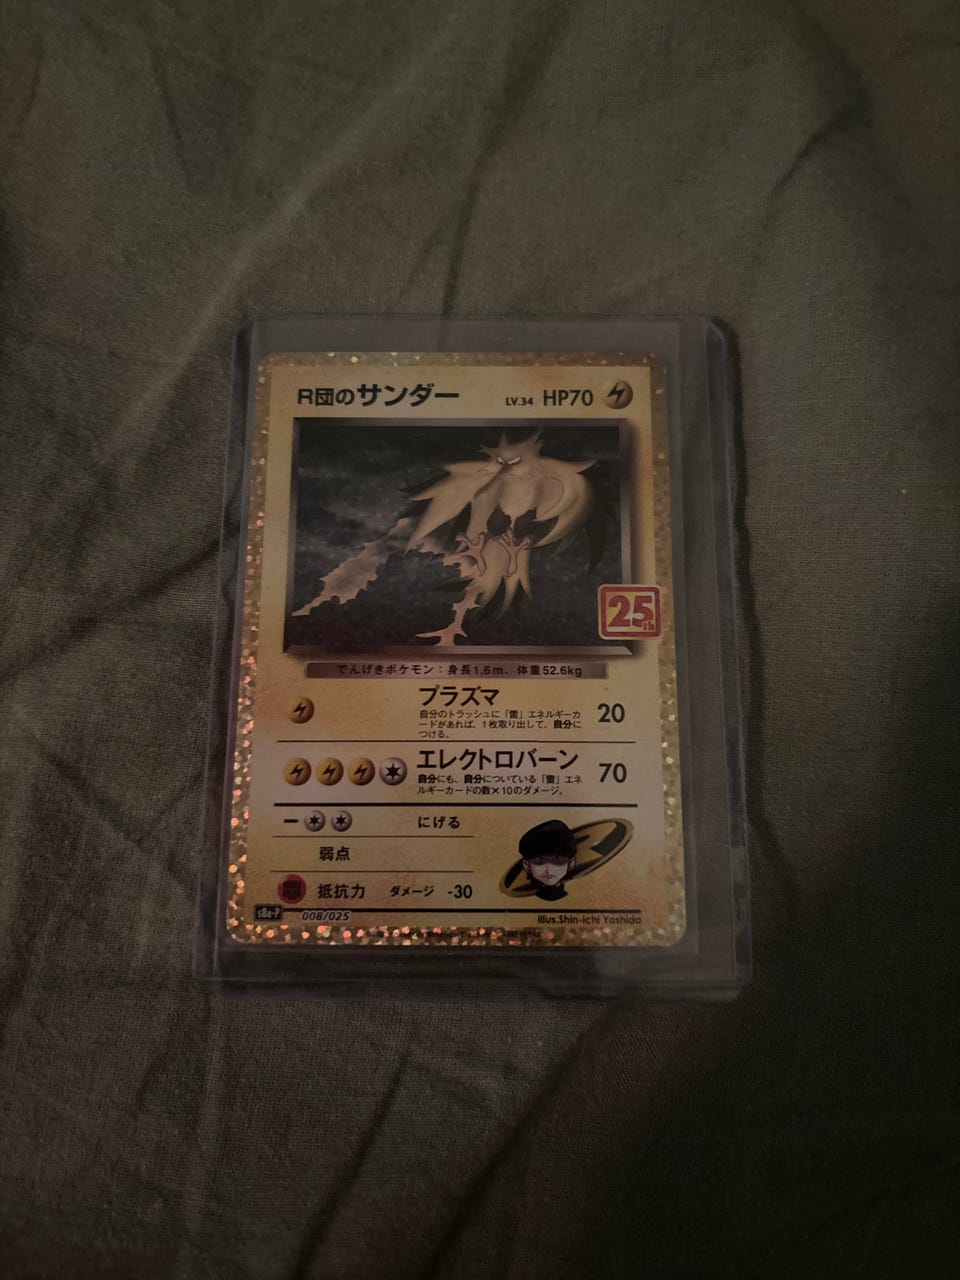 R団のサンダー LV.34 HP70
25th
でんげきポケモン：身長1.6m、体重52.6kg
プラズマ 20
自分のトラッシュに「雷」エネルギーカ
ードがあれば、1枚取り出して、自分に
つける。
エレクトロバーン 70
自分にも、自分についている「雷」エネ
ルギーカードの数×10のダメージ。
にげる
弱点
抵抗力 ダメージ -30
s8a-P 008/025 Illus.Shin-ichi Yoshida